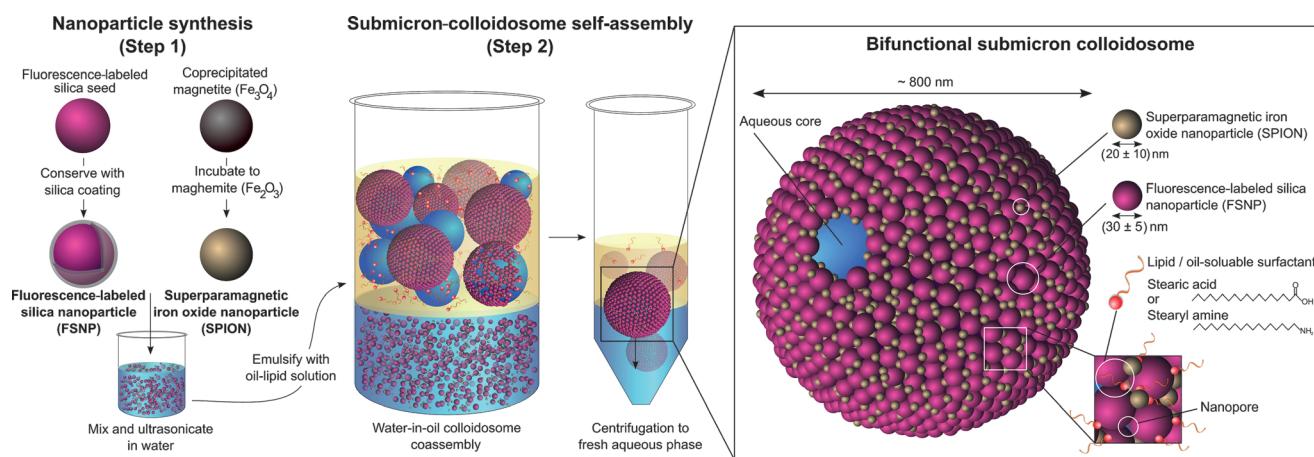 Nanoparticle synthesis
(Step 1)
Fluorescence-labeled
silica seed
Coprecipitated
magnetite (Fe3O4)
Conserve with
silica coating
Incubate to
maghemite (Fe2O3)
Fluorescence-labeled
silica nanoparticle
(FSNP)
Superparamagnetic
iron oxide nanoparticle
(SPION)
Mix and ultrasonicate
in water
Emulsify with
oil-lipid solution
Submicron-colloidosome self-assembly
(Step 2)
Water-in-oil colloidosome
coassembly
Centrifugation to
fresh aqueous phase
Bifunctional submicron colloidosome
~ 800 nm
Aqueous core
Superparamagnetic iron
oxide nanoparticle (SPION)
(20 ± 10) nm
Fluorescence-labeled silica
nanoparticle (FSNP)
(30 ± 5) nm
Lipid / oil-soluable surfactant
Stearic acid
O
OH
or
Stearyl amine
NH2
Nanopore